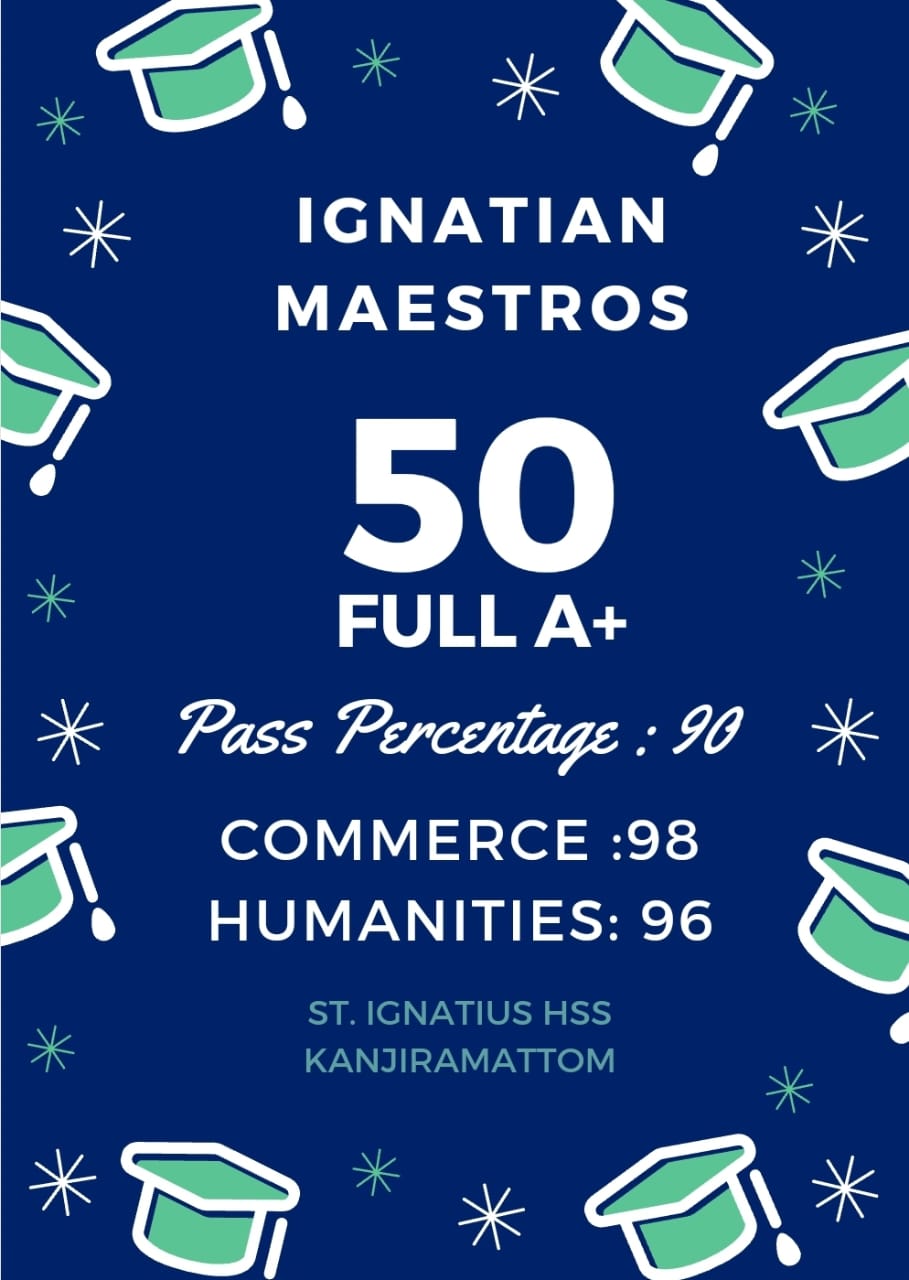 IGNATIAN
MAESTROS
50
FULL A+
Pass Percentage : 90
COMMERCE :98
HUMANITIES: 96
ST. IGNATIUS HSS
KANJIRAMATTOM